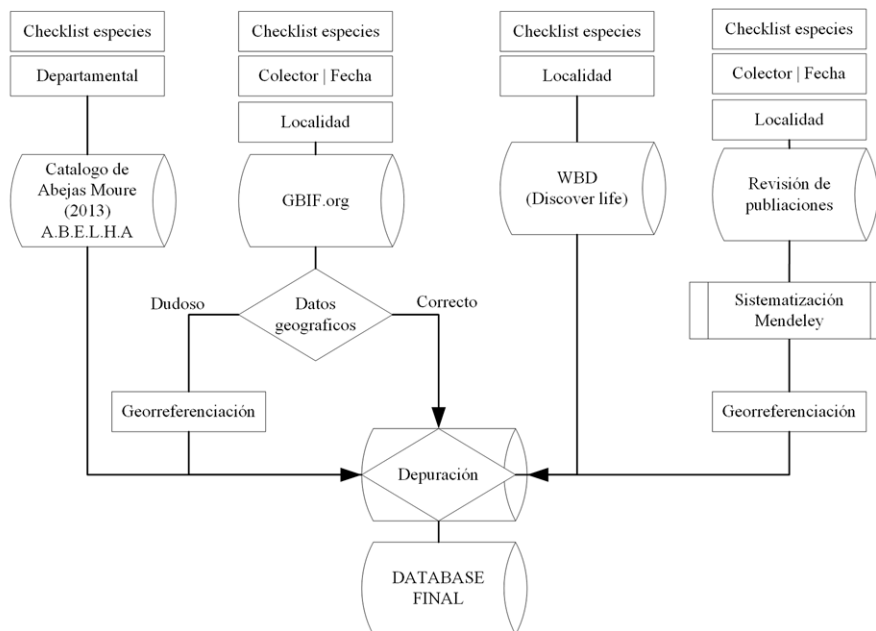 Checklist especies
Departamental
Catalogo de
Abejas Moure
(2013)
A.B.E.L.H.A
Checklist especies
Colector | Fecha
Localidad
GBIF.org
Datos
geograficos
Dudoso
Correcto
Georreferenciación
Checklist especies
Localidad
WBD
(Discover life)
Checklist especies
Colector | Fecha
Localidad
Revisión de
publiaciones
Sistematización
Mendeley
Georreferenciación
Depuración
DATABASE
FINAL